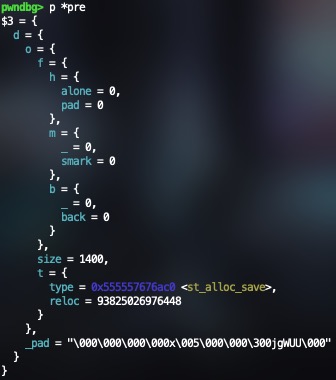 pwndbg> p *pre
$3 = {
  d = {
    o = {
      f = {
        h = {
          alone = 0,
          pad = 0
        },
        m = {
          _ = 0,
          smark = 0
        },
        b = {
          _ = 0,
          back = 0
        }
      },
      size = 1400,
      t = {
        type = 0x555557676ac0 <st_alloc_save>,
        reloc = 93825026976448
      }
    },
    _pad = "\000\000\000\000x\005\000\000\300jgWUU\000"
  }
}